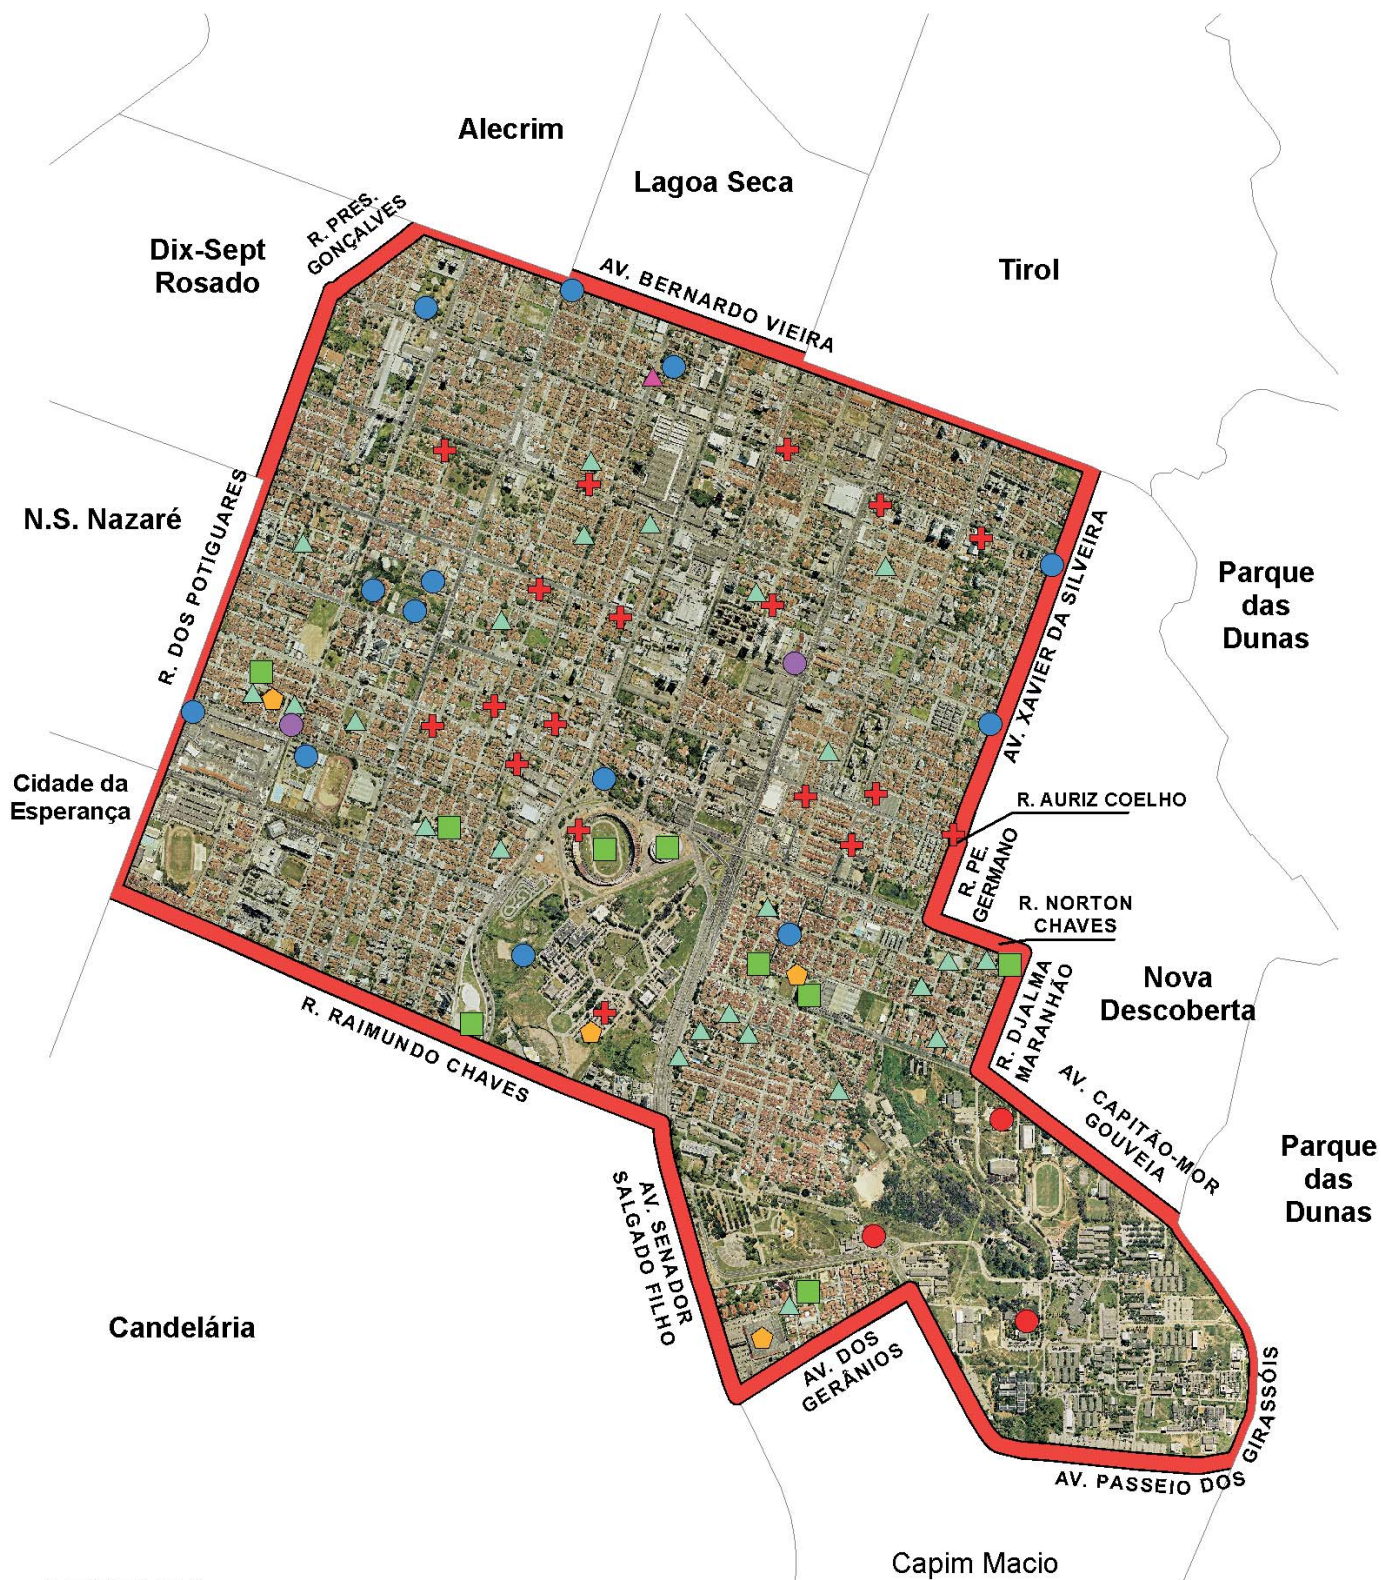 Alecrim
Lagoa Seca
R. PRES.
GONÇALVES
Dix-Sept
Rosado
AV. BERNARDO VIEIRA
Tirol
N.S. Nazaré
R. DOS POTIGUARES
AV. XAVIER DA SILVEIRA
Parque
das
Dunas
Cidade da
Esperança
R. AURIZ COELHO
R. PE.
GERMANO
R. NORTON
CHAVES
R. DJALMA
MARANHÃO
Nova
Descoberta
R. RAIMUNDO CHAVES
AV. CAPITÃO-MOR
GOUVEIA
Parque
das
Dunas
AV. SENADOR
SALGADO FILHO
Candelária
AV. DOS
GERÂNIOS
AV. PASSEIO DOS GIRASSÓIS
Capim Macio